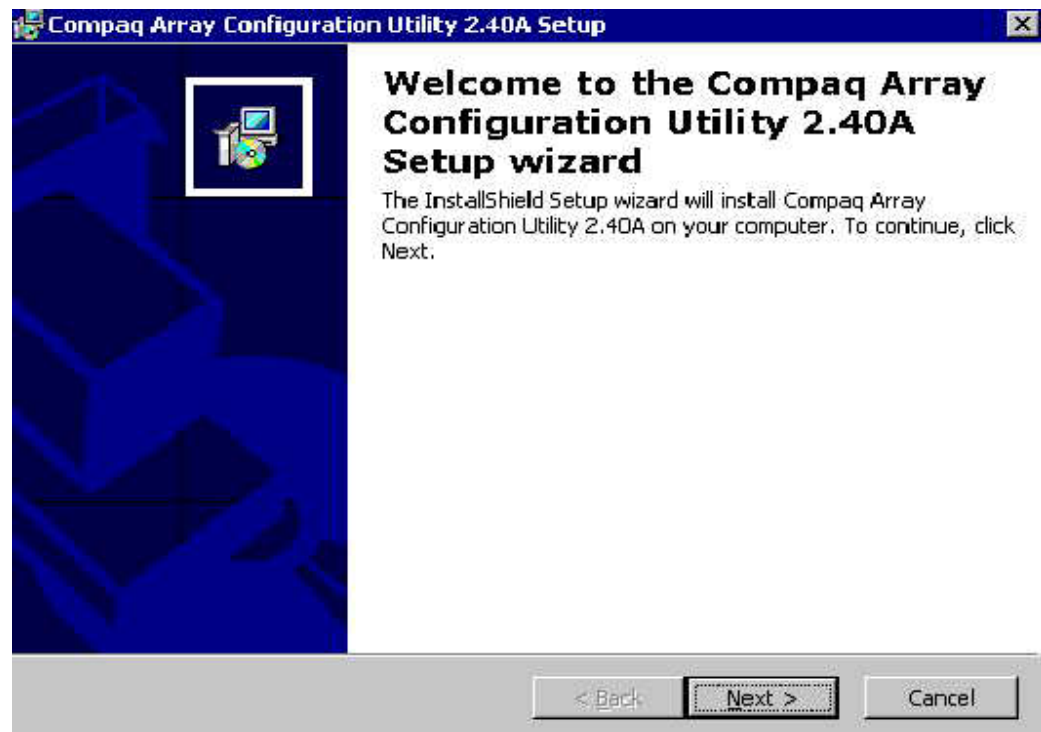 Compaq Array Configuration Utility 2.40A Setup
Welcome to the Compaq Array
Configuration Utility 2.40A
Setup wizard
The InstallShield Setup wizard will install Compaq Array
Configuration Utility 2.40A on your computer. To continue, click
Next.
< Back
Next >
Cancel